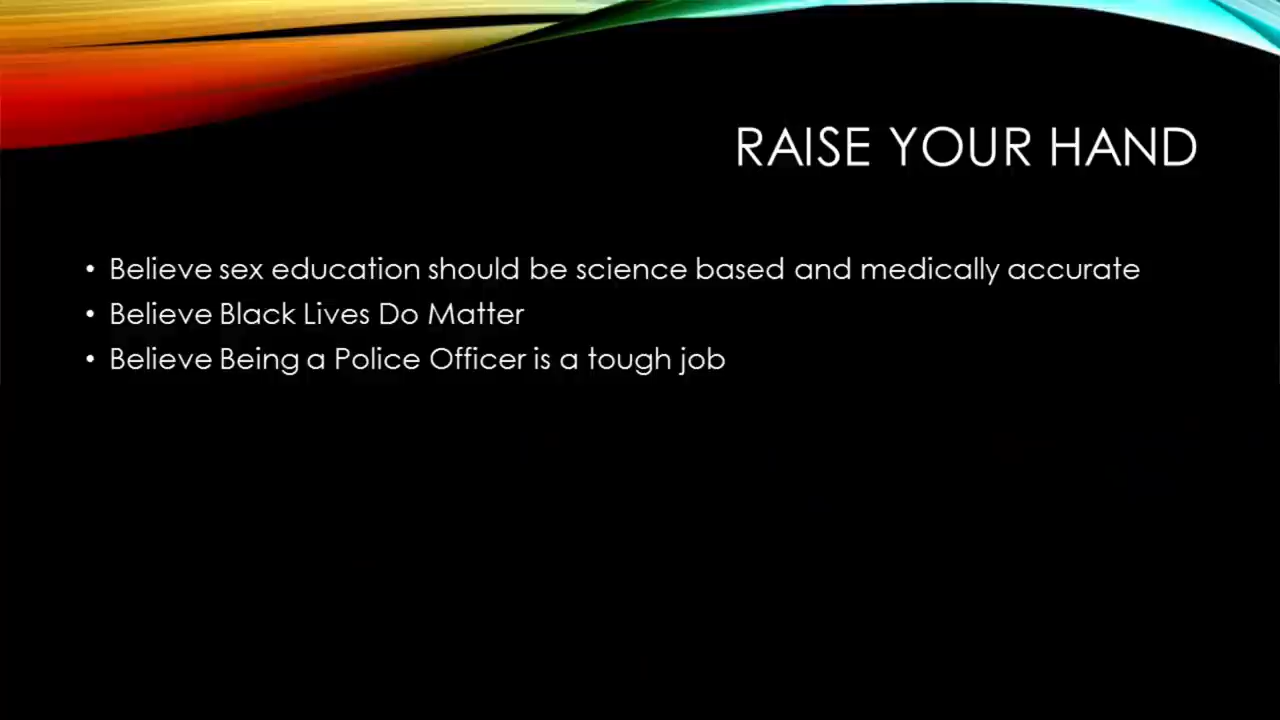 RAISE YOUR HAND
• Believe sex education should be science based and medically accurate
• Believe Black Lives Do Matter
• Believe Being a Police Officer is a tough job